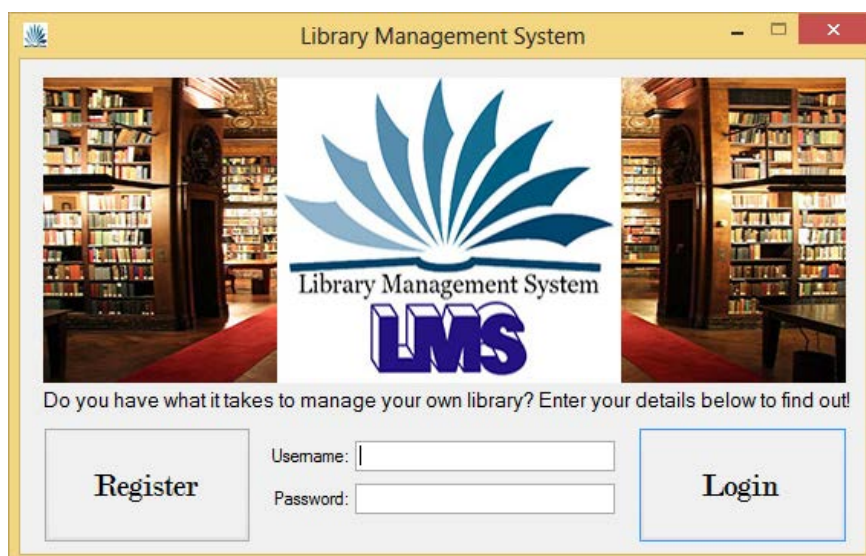 Library Management System
Library Management System
LMS
Do you have what it takes to manage your own library? Enter your details below to find out!
Register
Username:
Password:
Login